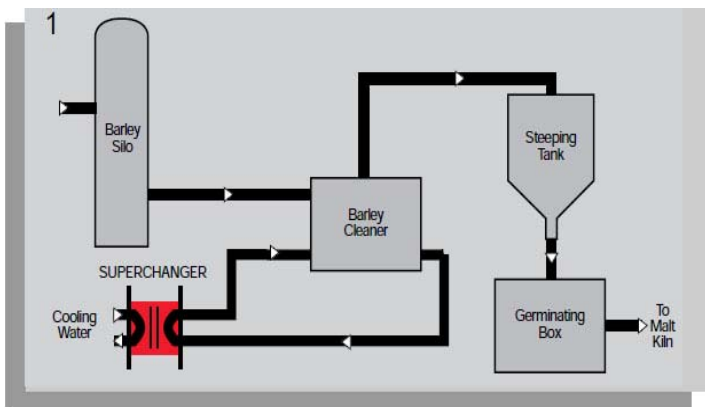 1
Barley
Silo
Steeping
Tank
Barley
Cleaner
SUPERCHANGER
Cooling
Water
Germinating
Box
To
Malt
Kiln